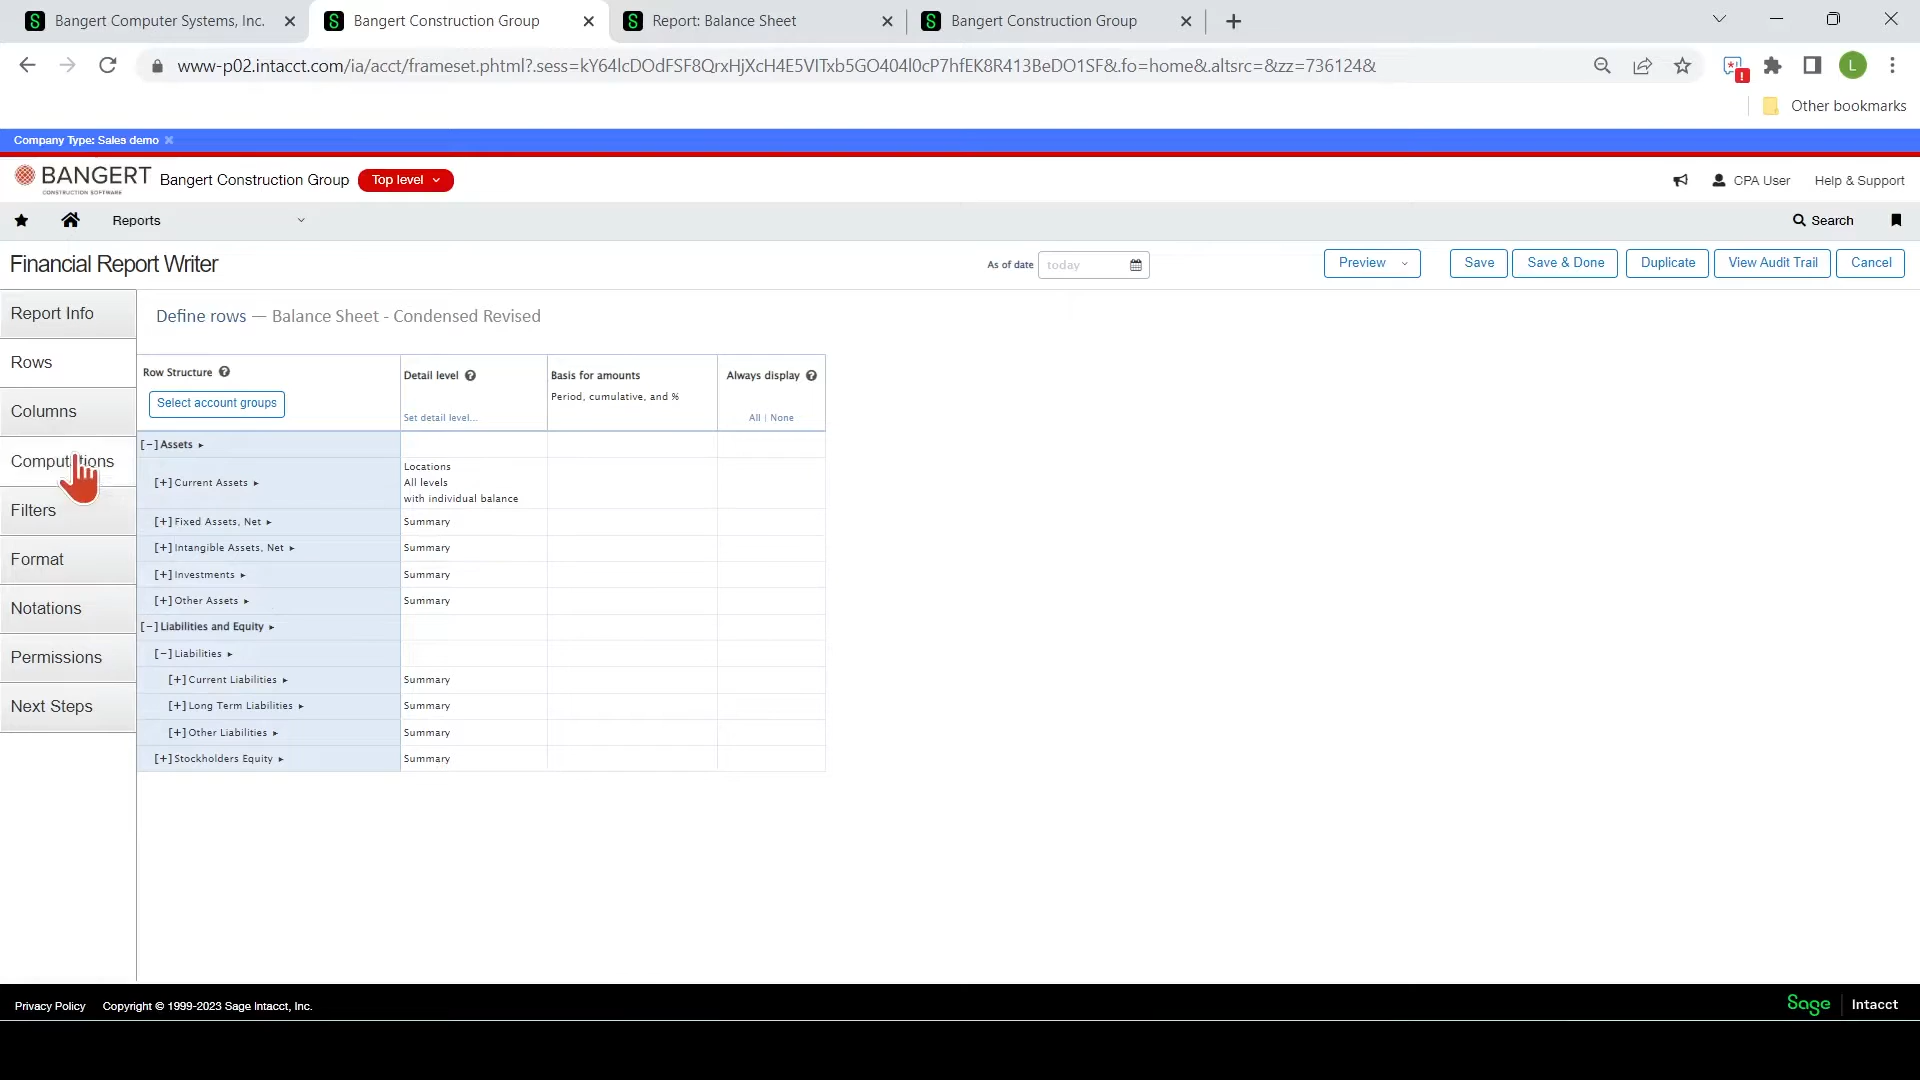 Bangert Computer Systems, Inc.
Bangert Construction Group
Report: Balance Sheet
Bangert Construction Group
www-p02.intacct.com/ia/acct/frameset.phtml?.sess=kY64lcDOdFSF8QrxHjXcH4E5VITxb5GO404l0cP7hfEK8R413BeDO1SF&.fo=home&.altsrc=&zz=736124&
L
Other bookmarks
Company Type: Sales demo
BANGERT
CONSTRUCTION SOFTWARE
Bangert Construction Group
Top level
CPA User
Help & Support
Reports
Search
Financial Report Writer
As of date
today
Preview
Save
Save & Done
Duplicate
View Audit Trail
Cancel
Report Info
Rows
Columns
Computations
Filters
Format
Notations
Permissions
Next Steps
Define rows — Balance Sheet - Condensed Revised
Row Structure
Select account groups
Detail level
Set detail level...
Basis for amounts
Period, cumulative, and %
Always display
All | None
[−] Assets
[+] Current Assets
Locations
All levels
with individual balance
[+] Fixed Assets, Net
Summary
[+] Intangible Assets, Net
Summary
[+] Investments
Summary
[+] Other Assets
Summary
[−] Liabilities and Equity
[−] Liabilities
[+] Current Liabilities
Summary
[+] Long Term Liabilities
Summary
[+] Other Liabilities
Summary
[+] Stockholders Equity
Summary
Privacy Policy
Copyright © 1999-2023 Sage Intacct, Inc.
Sage
Intacct